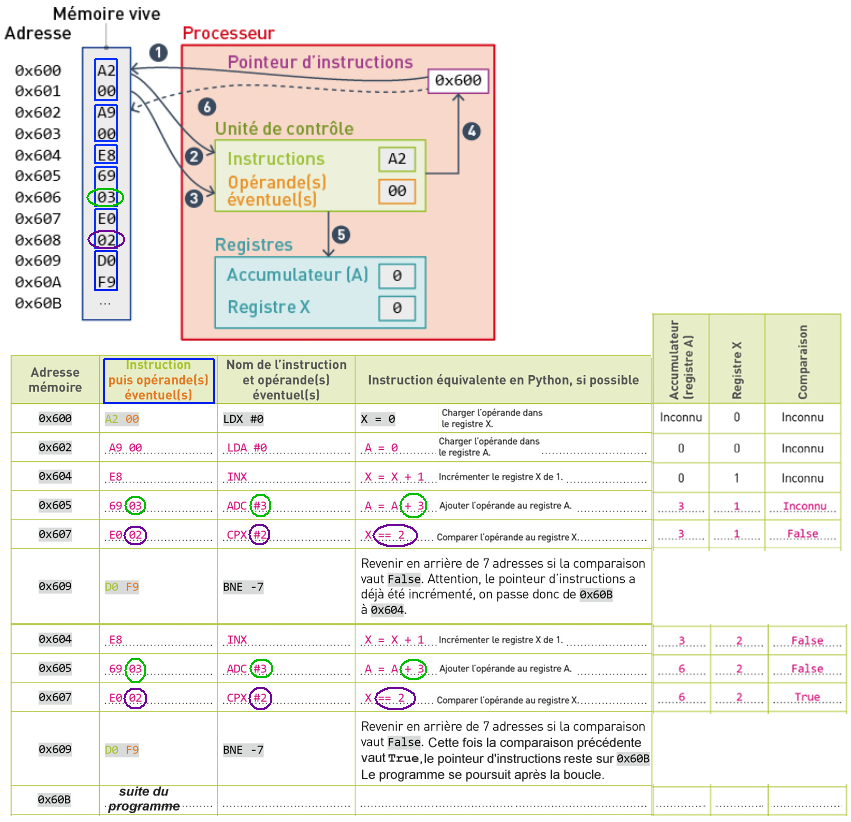 Mémoire vive
Adresse
Processeur
1
Pointeur d'instructions
0x600 A2
0x600
0x601 00
0x602 A9
6
0x603 00
Unité de contrôle
4
0x604 E8
2
Instructions
A2
0x605 69
Opérande(s)
éventuel(s)
00
0x606 03
3
0x607 E0
0x608 02
5
Registres
0x609 D0
Accumulateur (A)
0
0x60A F9
Registre X
0
0x60B ...
Adresse
mémoire
Instruction
puis opérande(s)
éventuel(s)
Nom de l'instruction
et opérande(s)
éventuel(s)
Instruction équivalente en Python, si possible
Accumulateur
(registre A)
Registre X
Comparaison
0x600 A2 00 LDX #0 X = 0 Charger l'opérande dans
le registre X.
Inconnu 0 Inconnu
0x602 A9 00 LDA #0 A = 0 Charger l'opérande dans
le registre A.
0 0 Inconnu
0x604 E8 INX X = X + 1 Incrémenter le registre X de 1. 0 1 Inconnu
0x605 69 03 ADC #3 A = A + 3 Ajouter l'opérande au registre A. 3 1 Inconnu
0x607 E0 02 CPX #2 X == 2 Comparer l'opérande au registre X. 3 1 False
0x609 D0 F9 BNE -7
Revenir en arrière de 7 adresses si la comparaison
vaut False. Attention, le pointeur d'instructions a
déjà été incrémenté, on passe donc de 0x60B
à 0x604.
0x604 E8 INX X = X + 1 Incrémenter le registre X de 1. 3 2 False
0x605 69 03 ADC #3 A = A + 3 Ajouter l'opérande au registre A. 6 2 False
0x607 E0 02 CPX #2 X == 2 Comparer l'opérande au registre X. 6 2 True
0x609 D0 F9 BNE -7
Revenir en arrière de 7 adresses si la comparaison
vaut False. Cette fois la comparaison précédente
vaut True, le pointeur d'instructions reste sur 0x60B
Le programme se poursuit après la boucle.
0x60B suite du
programme